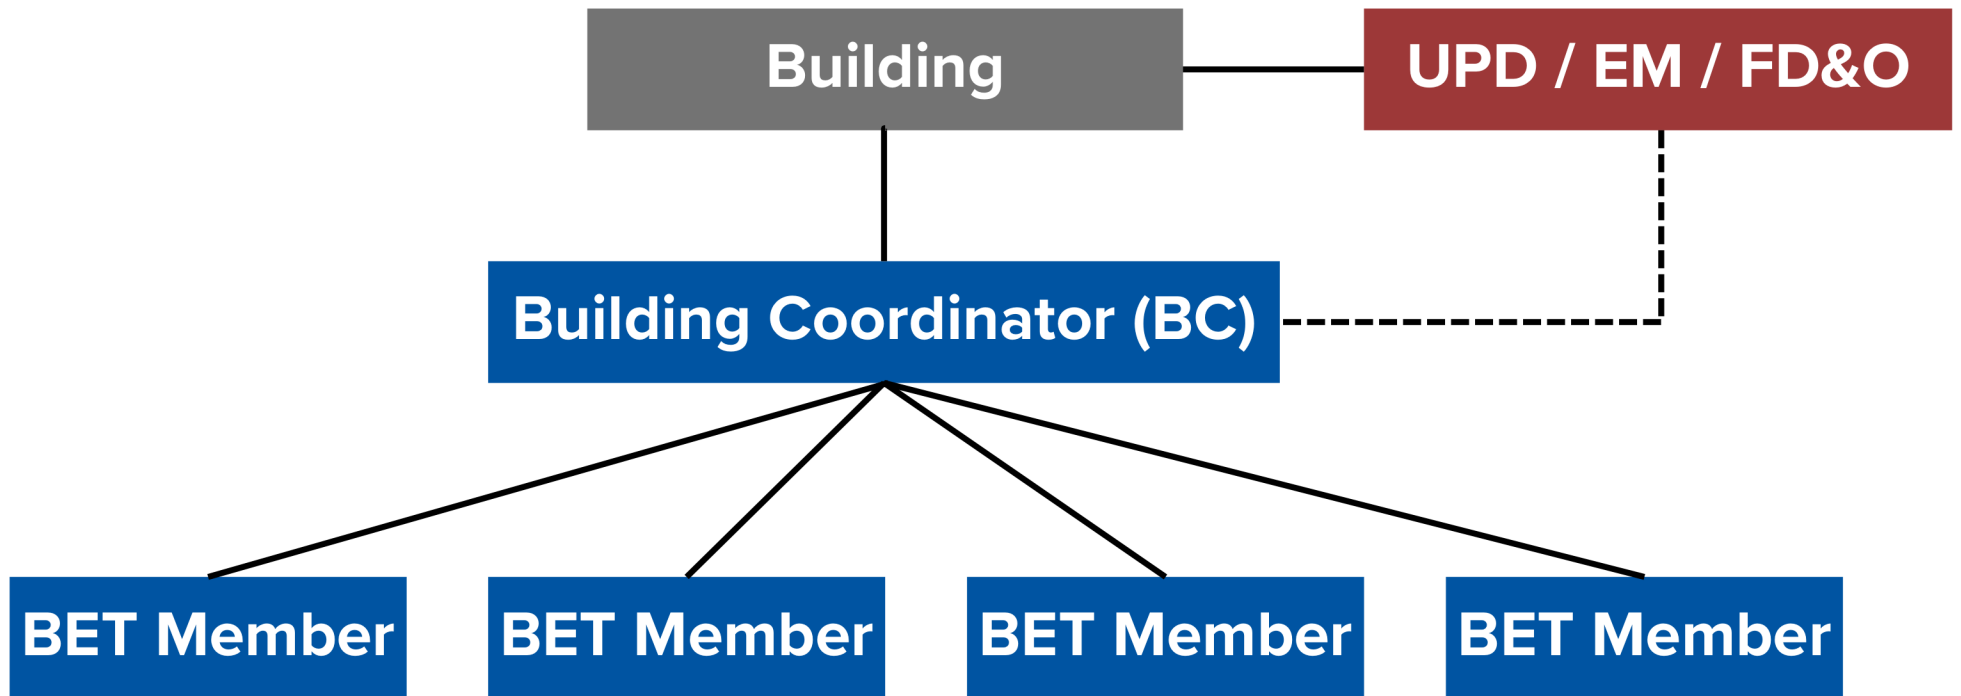 Building
UPD / EM / FD&O
Building Coordinator (BC)
BET Member
BET Member
BET Member
BET Member